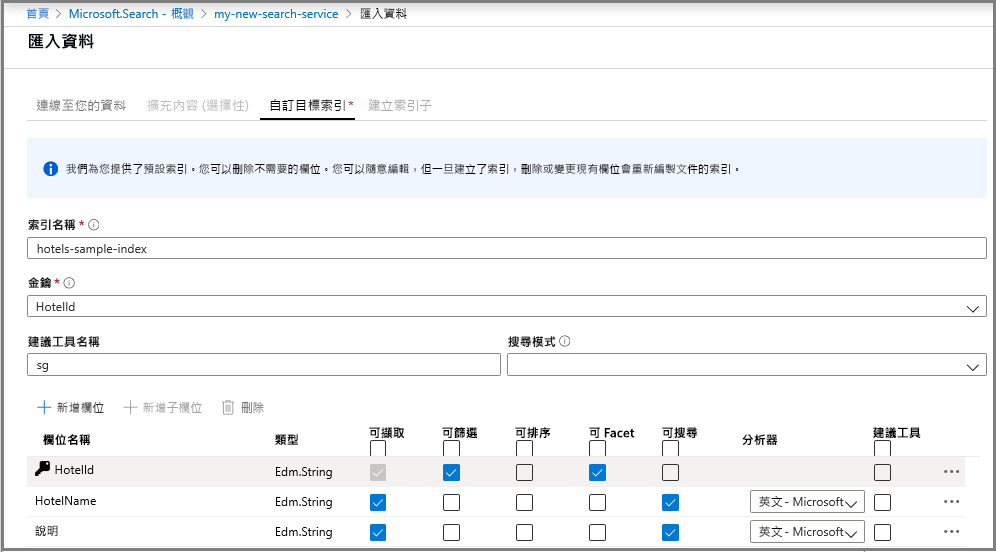 首頁 > Microsoft.Search - 概觀 > my-new-search-service > 匯入資料
匯入資料
連線至您的資料 擴充內容 (選擇性) 自訂目標索引* 建立索引子
我們為您提供了預設索引。您可以刪除不需要的欄位。您可以隨意編輯，但一旦建立了索引，刪除或變更現有欄位會重新編製文件的索引。
索引名稱 *
hotels-sample-index
金鑰 *
HotelId
建議工具名稱 搜尋模式
sg
新增欄位 新增子欄位 刪除
欄位名稱 類型 可擷取 可篩選 可排序 可 Facet 可搜尋 分析器 建議工具
HotelId Edm.String
HotelName Edm.String 英文 - Microsoft
說明 Edm.String 英文 - Microsoft